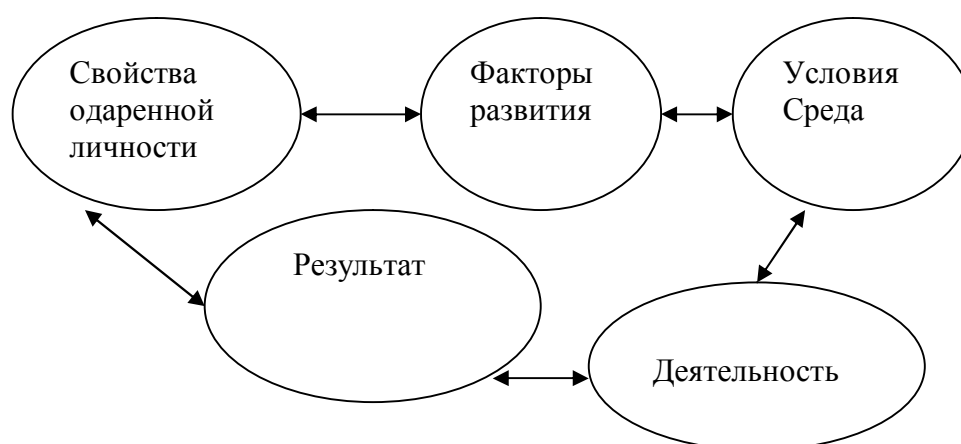 Свойства
одаренной
личности
Факторы
развития
Условия
Среда
Результат
Деятельность